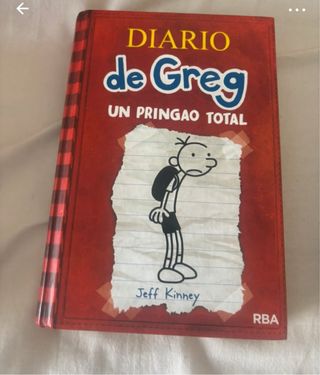 DIARIO
de Greg
UN PRINGAO TOTAL
Jeff Kinney
RBA